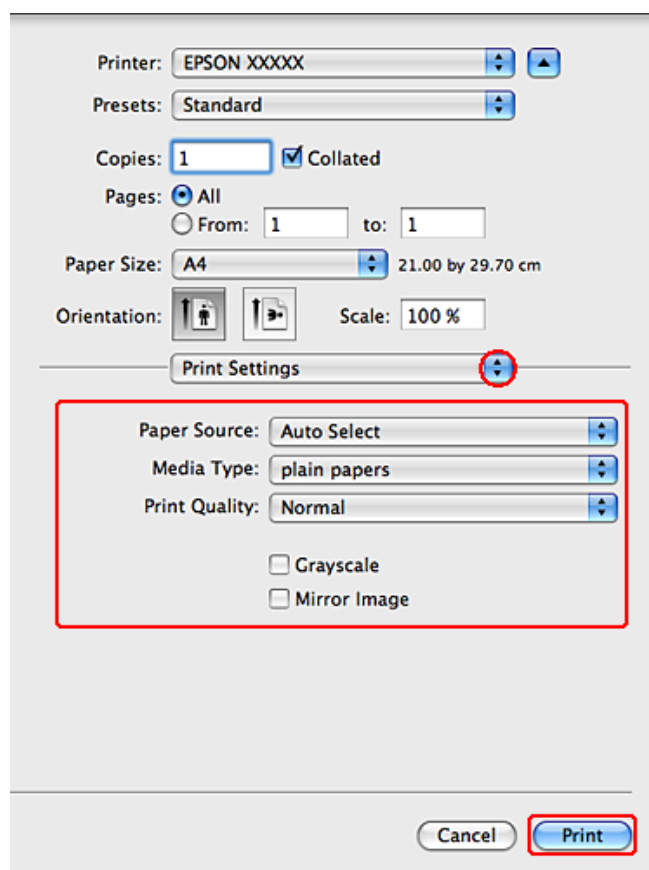 Printer: EPSON XXXXX
Presets: Standard
Copies: 1 Collated
Pages: All
From: 1 to: 1
Paper Size: A4 21.00 by 29.70 cm
Orientation: Scale: 100 %
Print Settings
Paper Source: Auto Select
Media Type: plain papers
Print Quality: Normal
Grayscale
Mirror Image
Cancel Print